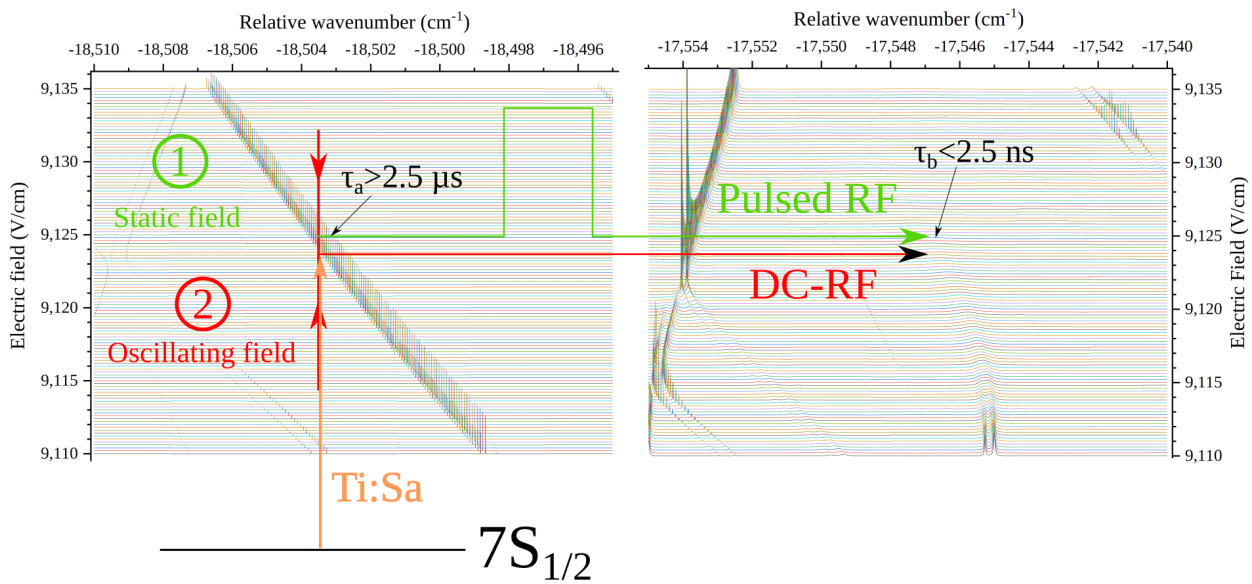 Relative wavenumber (cm-1)
-18,510 -18,508 -18,506 -18,504 -18,502 -18,500 -18,498 -18,496
Electric field (V/cm)
9,135
9,130
9,125
9,120
9,115
9,110
1
Static field
2
Oscillating field
τa>2.5 µs
Ti:Sa
7S1/2
Relative wavenumber (cm-1)
-17,554 -17,552 -17,550 -17,548 -17,546 -17,544 -17,542 -17,540
τb<2.5 ns
Pulsed RF
DC-RF
9,135
9,130
9,125
9,120
9,115
9,110
Electric Field (V/cm)